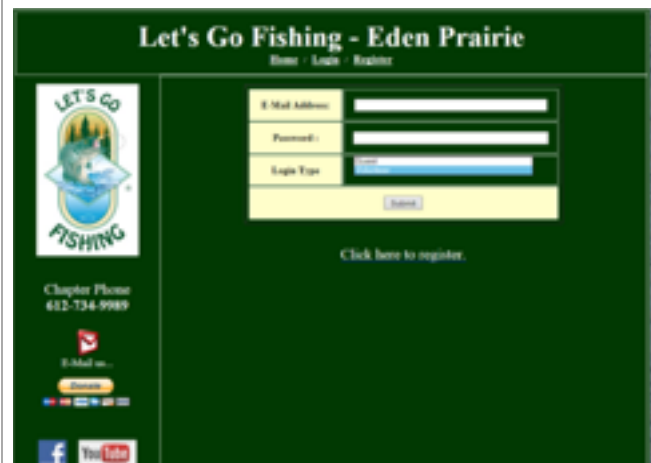 Let's Go Fishing - Eden Prairie
Home - Login - Register
LET'S GO
FISHING
E-Mail Address:
Password :
Login Type
Submit
Click here to register.
Chapter Phone
612-734-9989
E-Mail us...
Donate
f YouTube